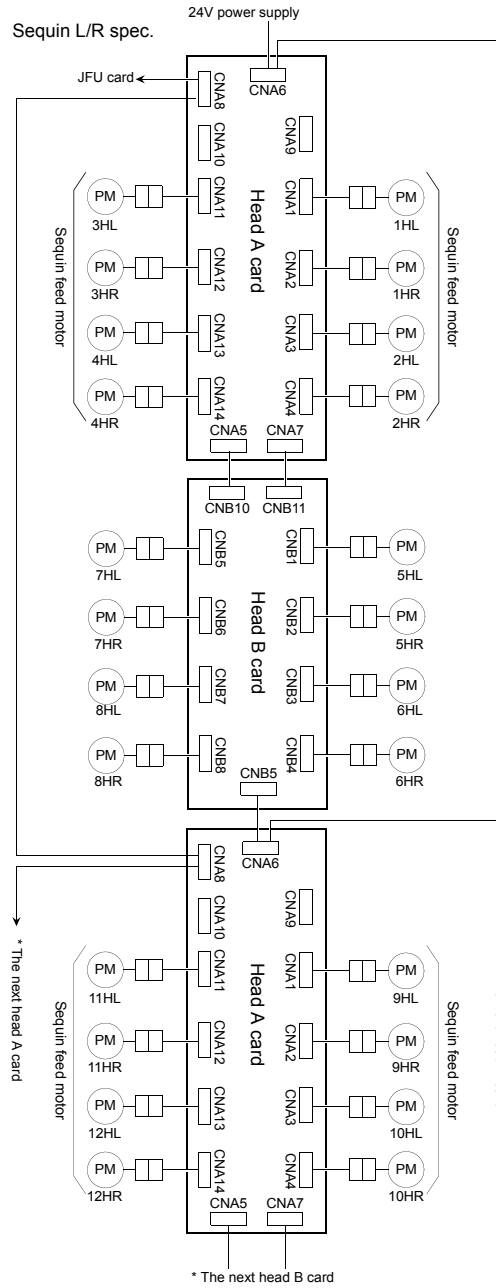 24V power supply
Sequin L/R spec.
JFU card
CNA8
CNA6
CNA10
CNA9
Head A card
CNA11
CNA1
PM
3HL
PM
1HL
CNA12
CNA2
PM
3HR
PM
1HR
Sequin feed motor
Sequin feed motor
CNA13
CNA3
PM
4HL
PM
2HL
CNA14
CNA4
PM
4HR
PM
2HR
CNA5
CNA7
CNB10
CNB11
Head B card
CNB5
CNB1
PM
7HL
PM
5HL
CNB6
CNB2
PM
7HR
PM
5HR
CNB7
CNB3
PM
8HL
PM
6HL
CNB8
CNB4
PM
8HR
PM
6HR
CNB5
CNA6
CNA8
CNA10
CNA9
* The next head A card
Head A card
CNA11
CNA1
PM
11HL
PM
9HL
CNA12
CNA2
PM
11HR
PM
9HR
Sequin feed motor
Sequin feed motor
CNA13
CNA3
PM
12HL
PM
10HL
CNA14
CNA4
PM
12HR
PM
10HR
CNA5
CNA7
* The next head B card